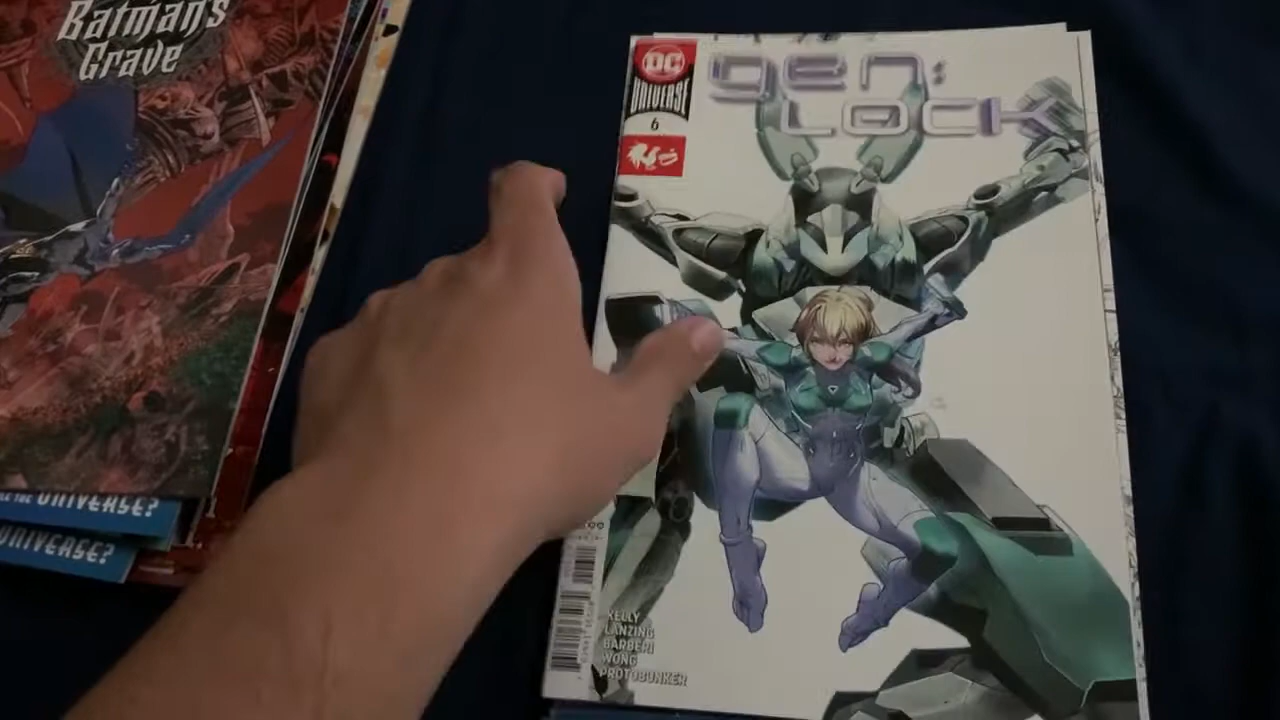 Batman's
Grave
UNIVERSE?
UNIVERSE?
DC
UNIVERSE
6
gen:
LOCK
KELLY
LANZING
BARBERI
WONG
PROTOBUNKER